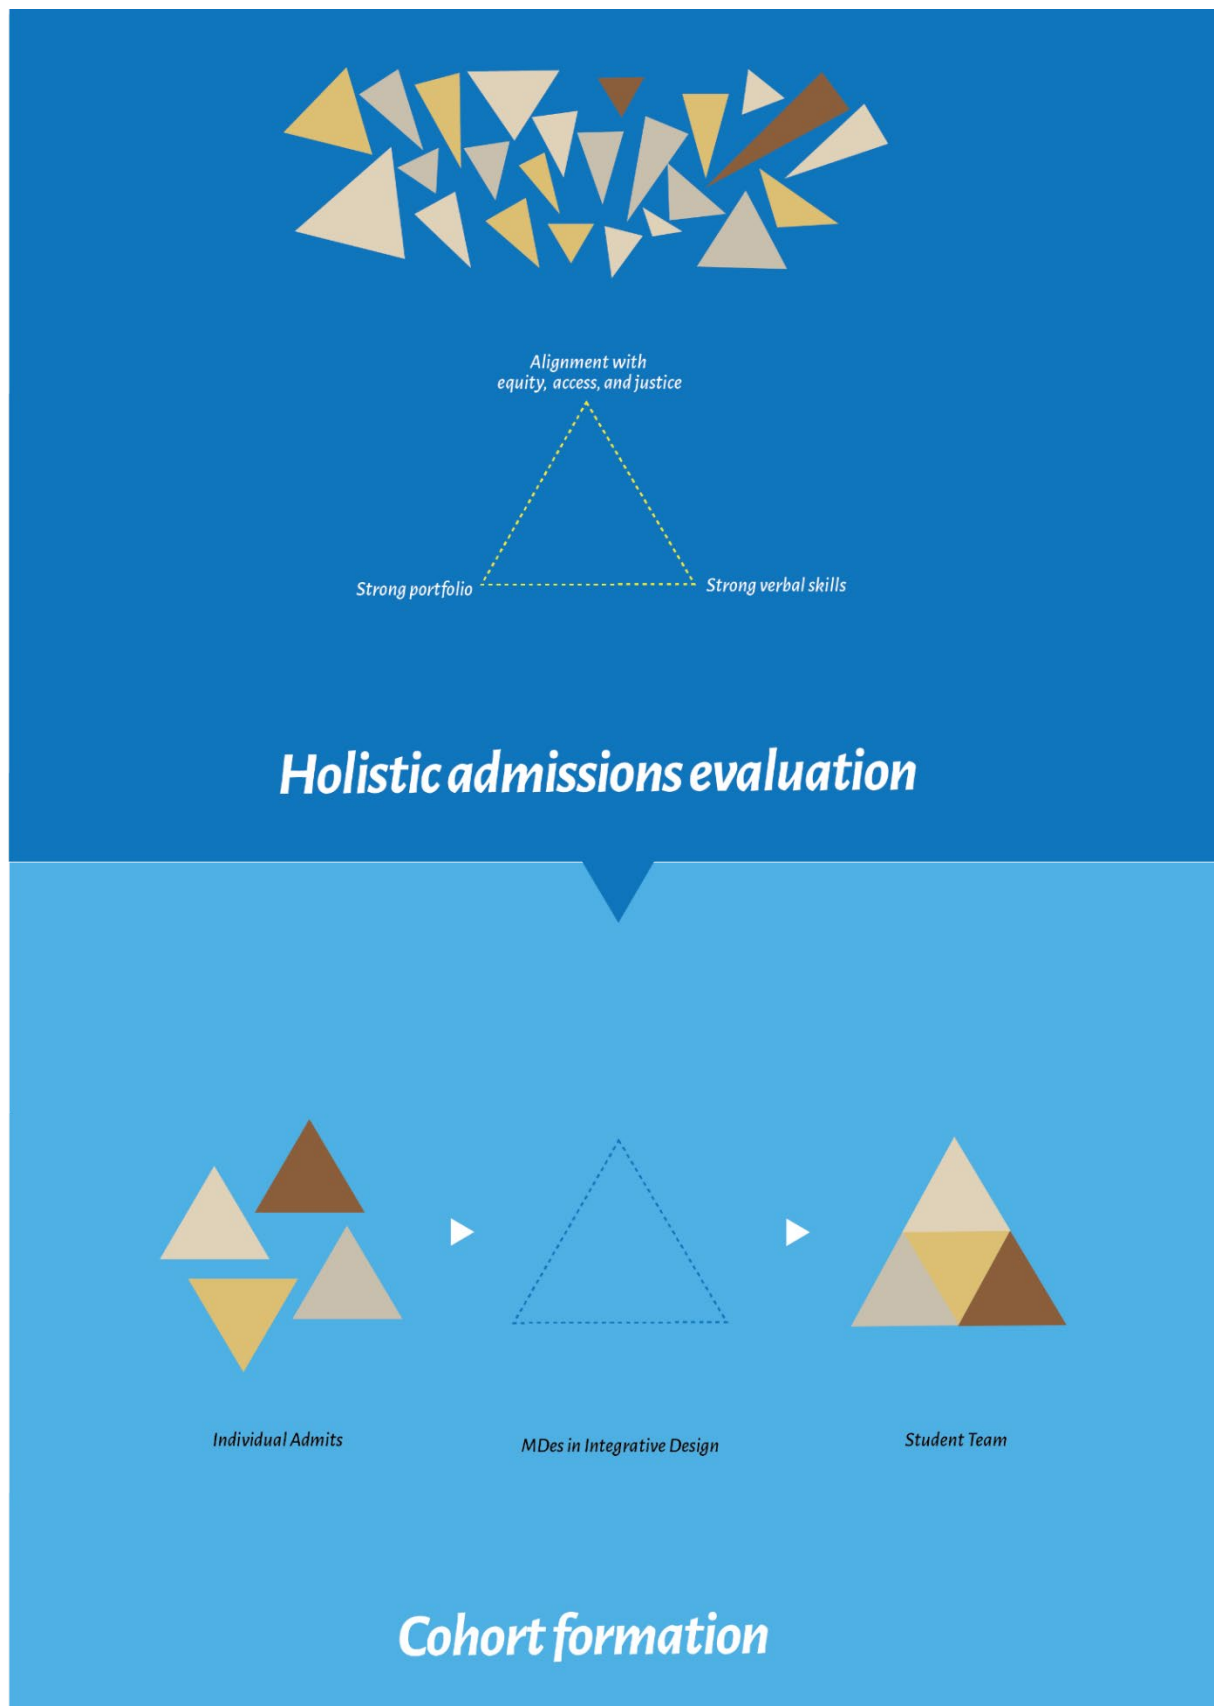 Alignment with
equity, access, and justice
Strong portfolio
Strong verbal skills
Holistic admissions evaluation
Individual Admits
MDes in Integrative Design
Student Team
Cohort formation